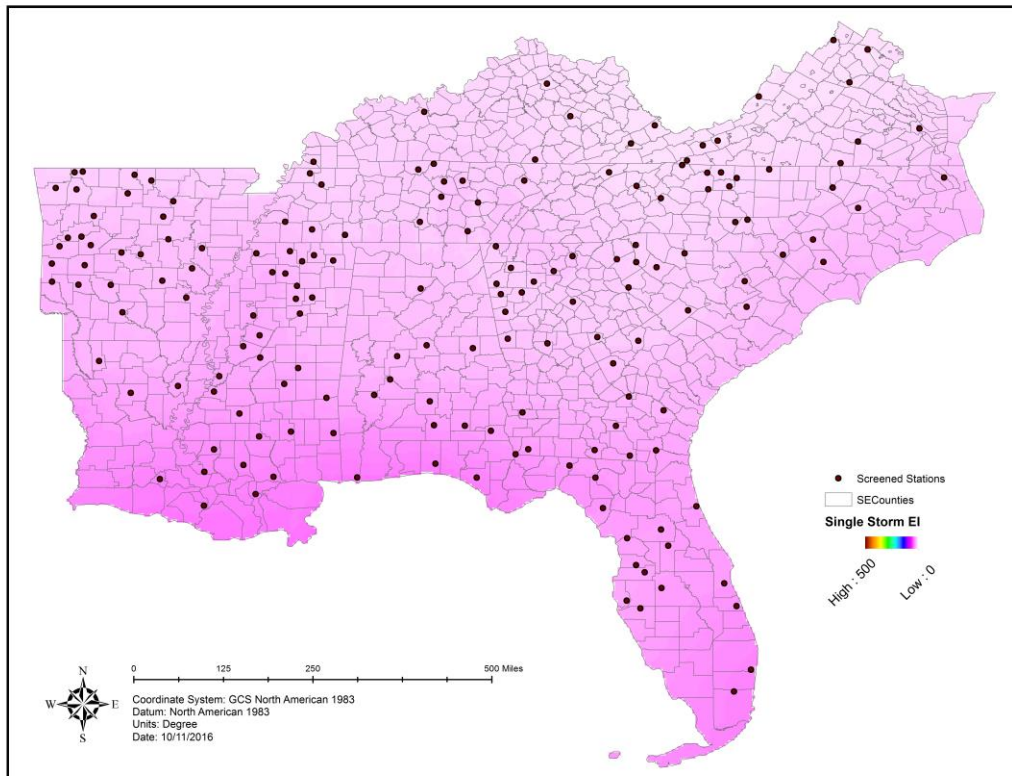 Screened Stations
SECounties
Single Storm EI
High : 500
Low : 0
0 125 250 500 Miles
N
W E
S
Coordinate System: GCS North American 1983
Datum: North American 1983
Units: Degree
Date: 10/11/2016